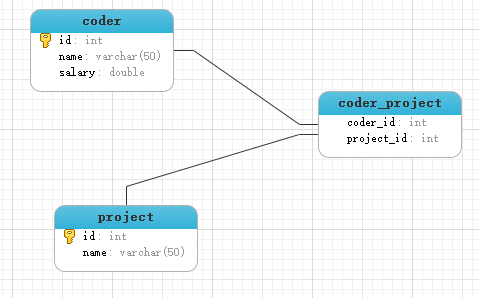 coder
id: int
name: varchar(50)
salary: double
coder_project
coder_id: int
project_id: int
project
id: int
name: varchar(50)